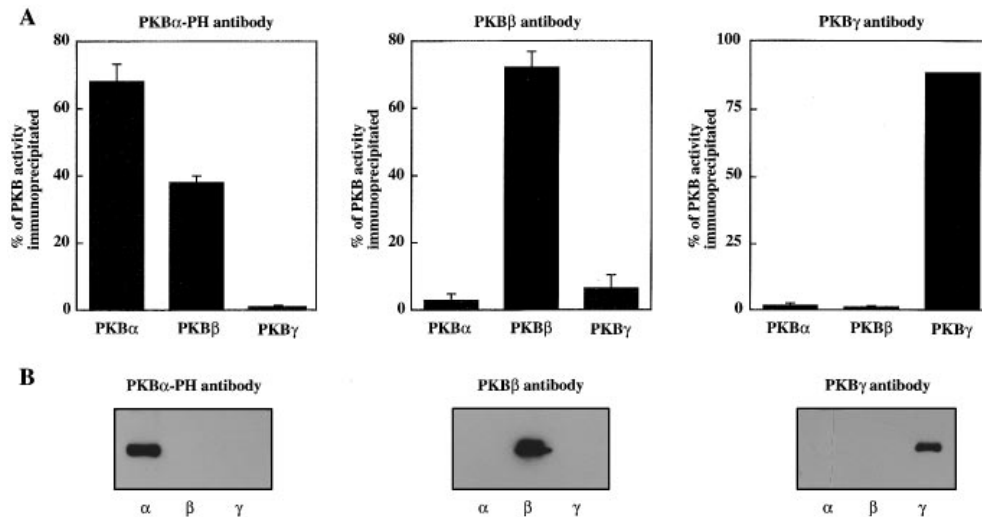 A
PKBα-PH antibody
% of PKB activity
immunoprecipitated
80
60
40
20
0
PKBα PKBβ PKBγ
PKBβ antibody
% of PKB activity
immunoprecipitated
80
60
40
20
0
PKBα PKBβ PKBγ
PKBγ antibody
% of PKB activity
immunoprecipitated
100
75
50
25
0
PKBα PKBβ PKBγ
B
PKBα-PH antibody
α β γ
PKBβ antibody
α β γ
PKBγ antibody
α β γ